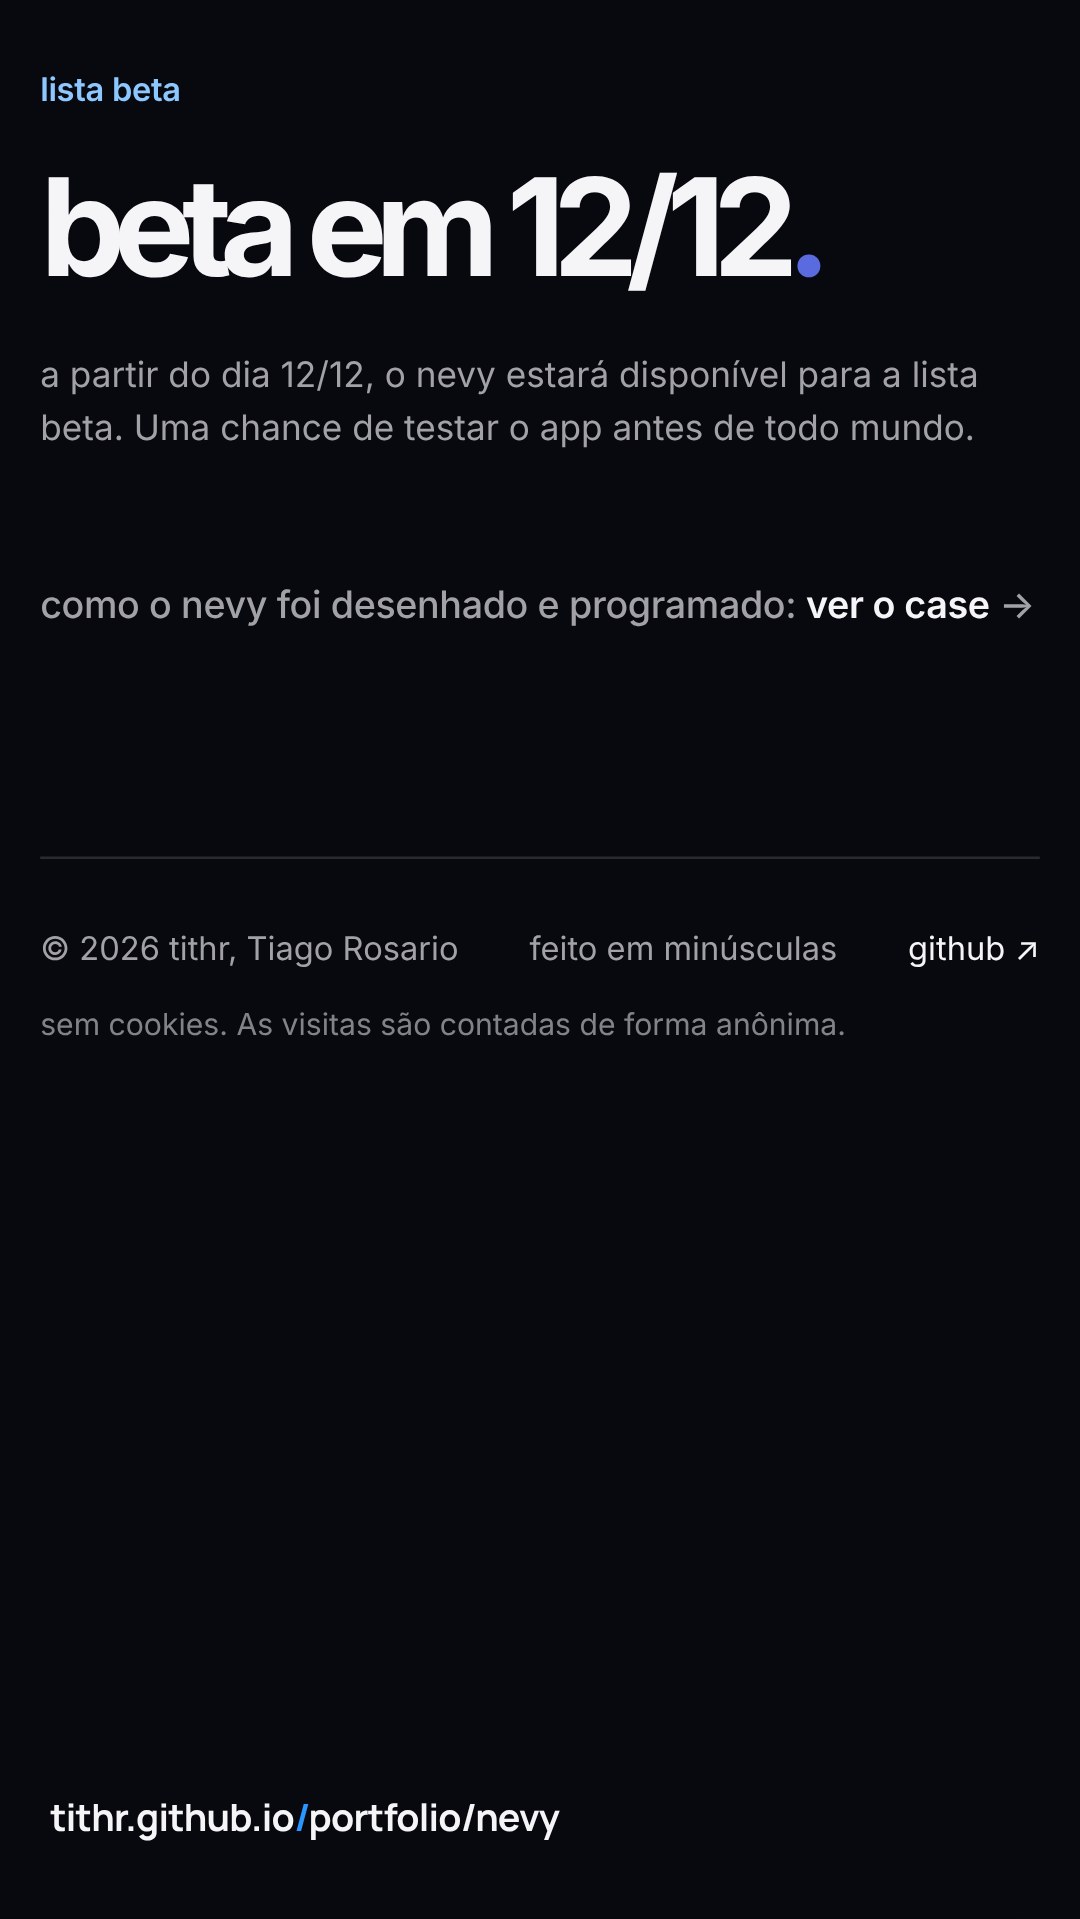 lista beta
beta em 12/12.
a partir do dia 12/12, o nevy estará disponível para a lista
beta. Uma chance de testar o app antes de todo mundo.
como o nevy foi desenhado e programado: ver o case →
© 2026 tithr, Tiago Rosario feito em minúsculas github ↗
sem cookies. As visitas são contadas de forma anônima.
tithr.github.io/portfolio/nevy